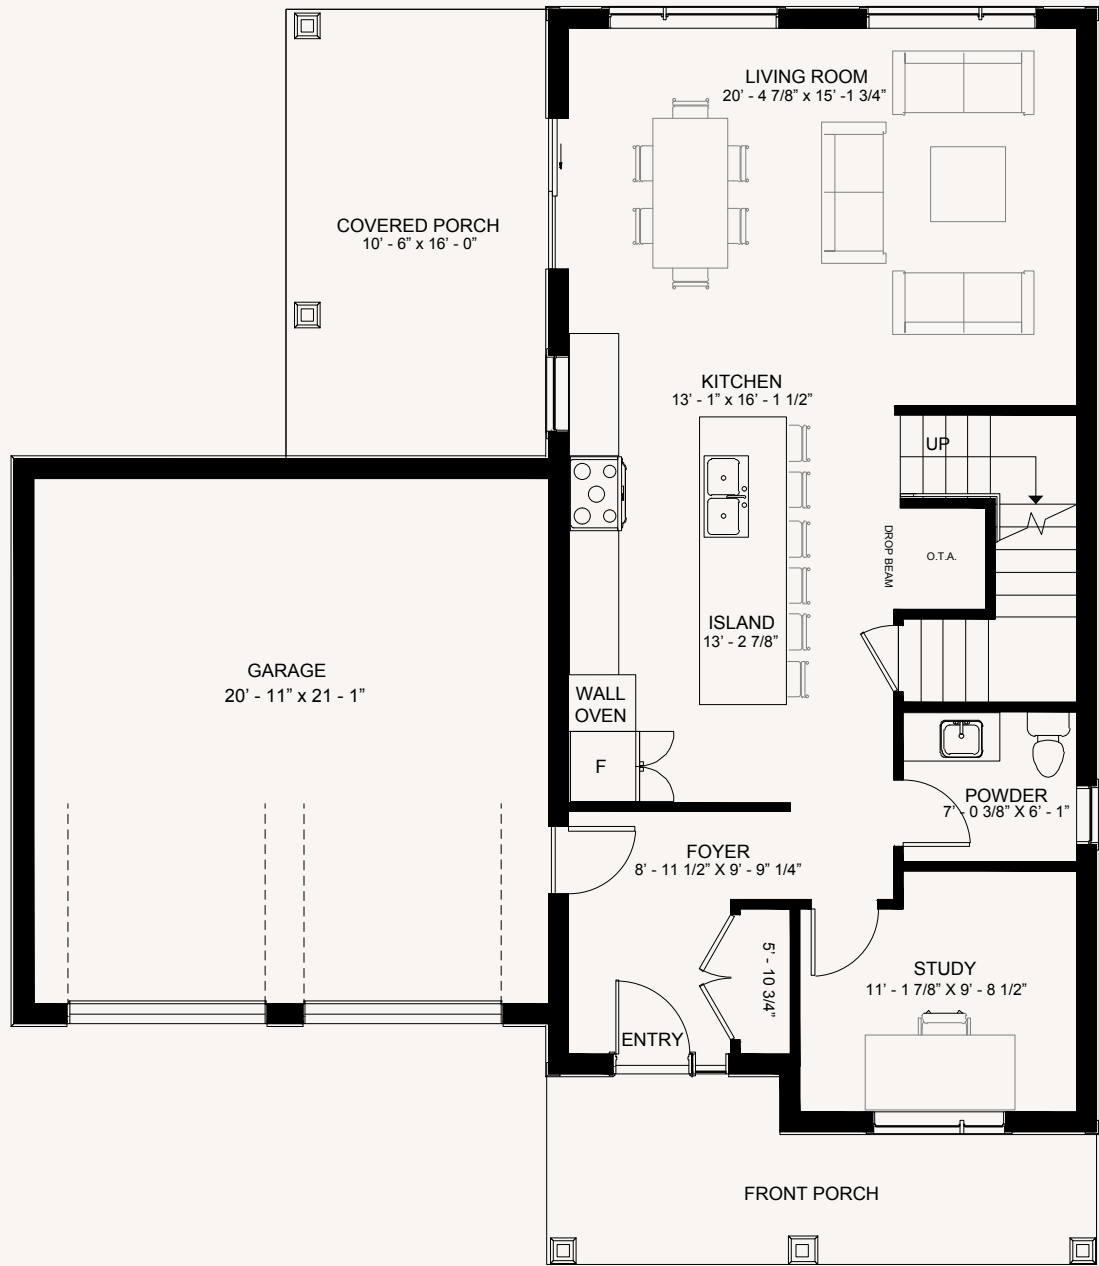 LIVING ROOM
20' - 4 7/8” x 15' -1 3/4”
COVERED PORCH
10' - 6” x 16' - 0”
KITCHEN
13' - 1” x 16' - 1 1/2”
UP
DROP BEAM
O.T.A.
ISLAND
13' - 2 7/8”
GARAGE
20' - 11” x 21 - 1”
WALL
OVEN
F
POWDER
7' - 0 3/8” X 6' - 1”
FOYER
8' - 11 1/2” X 9' - 9” 1/4”
5' - 10 3/4”
STUDY
11' - 1 7/8” X 9' - 8 1/2”
ENTRY
FRONT PORCH